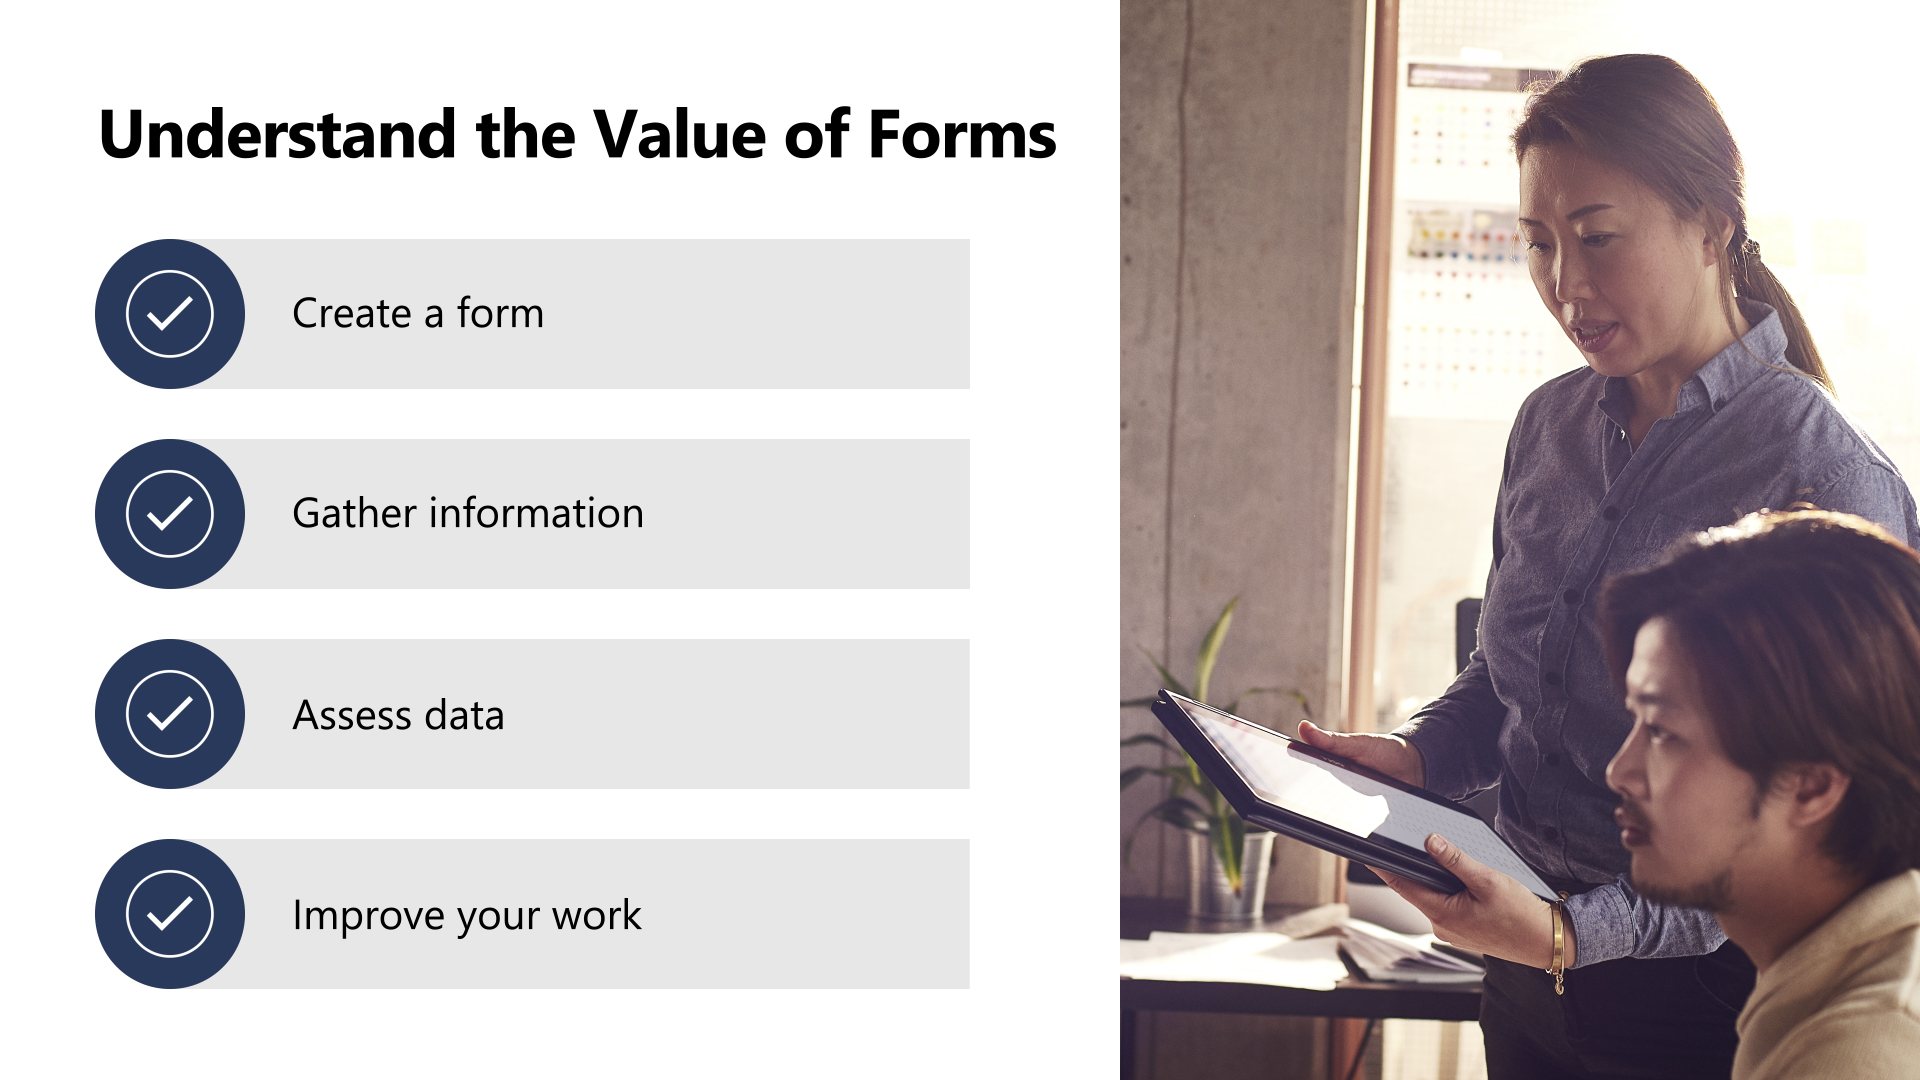 Understand the Value of Forms
Create a form
Gather information
Assess data
Improve your work